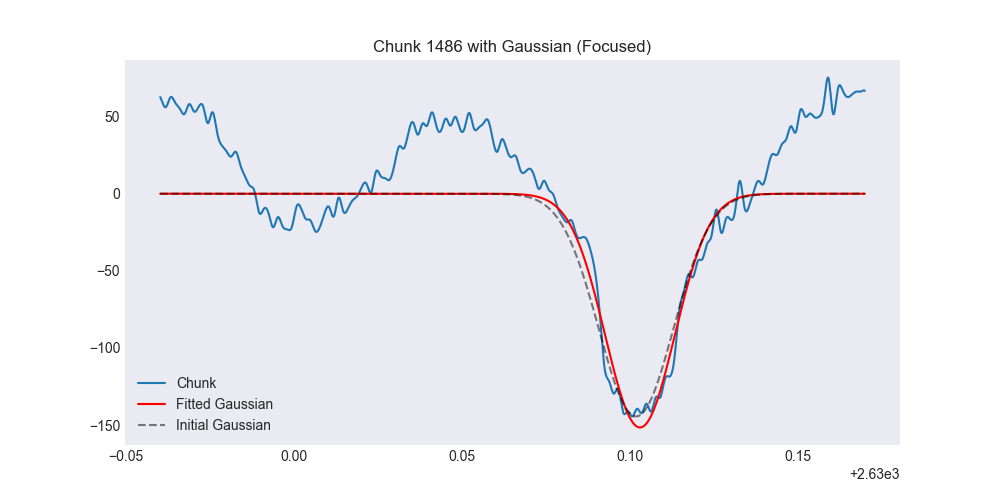 Chunk 1486 with Gaussian (Focused)
50
0
−50
−100
−150
Chunk
Fitted Gaussian
Initial Gaussian
−0.05 0.00 0.05 0.10 0.15
+2.63e3